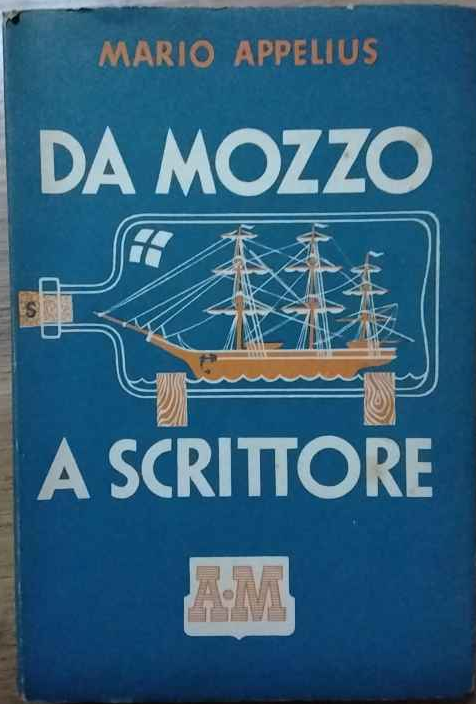 MARIO APPELIUS
DA MOZZO
S
A SCRITTORE
A·M